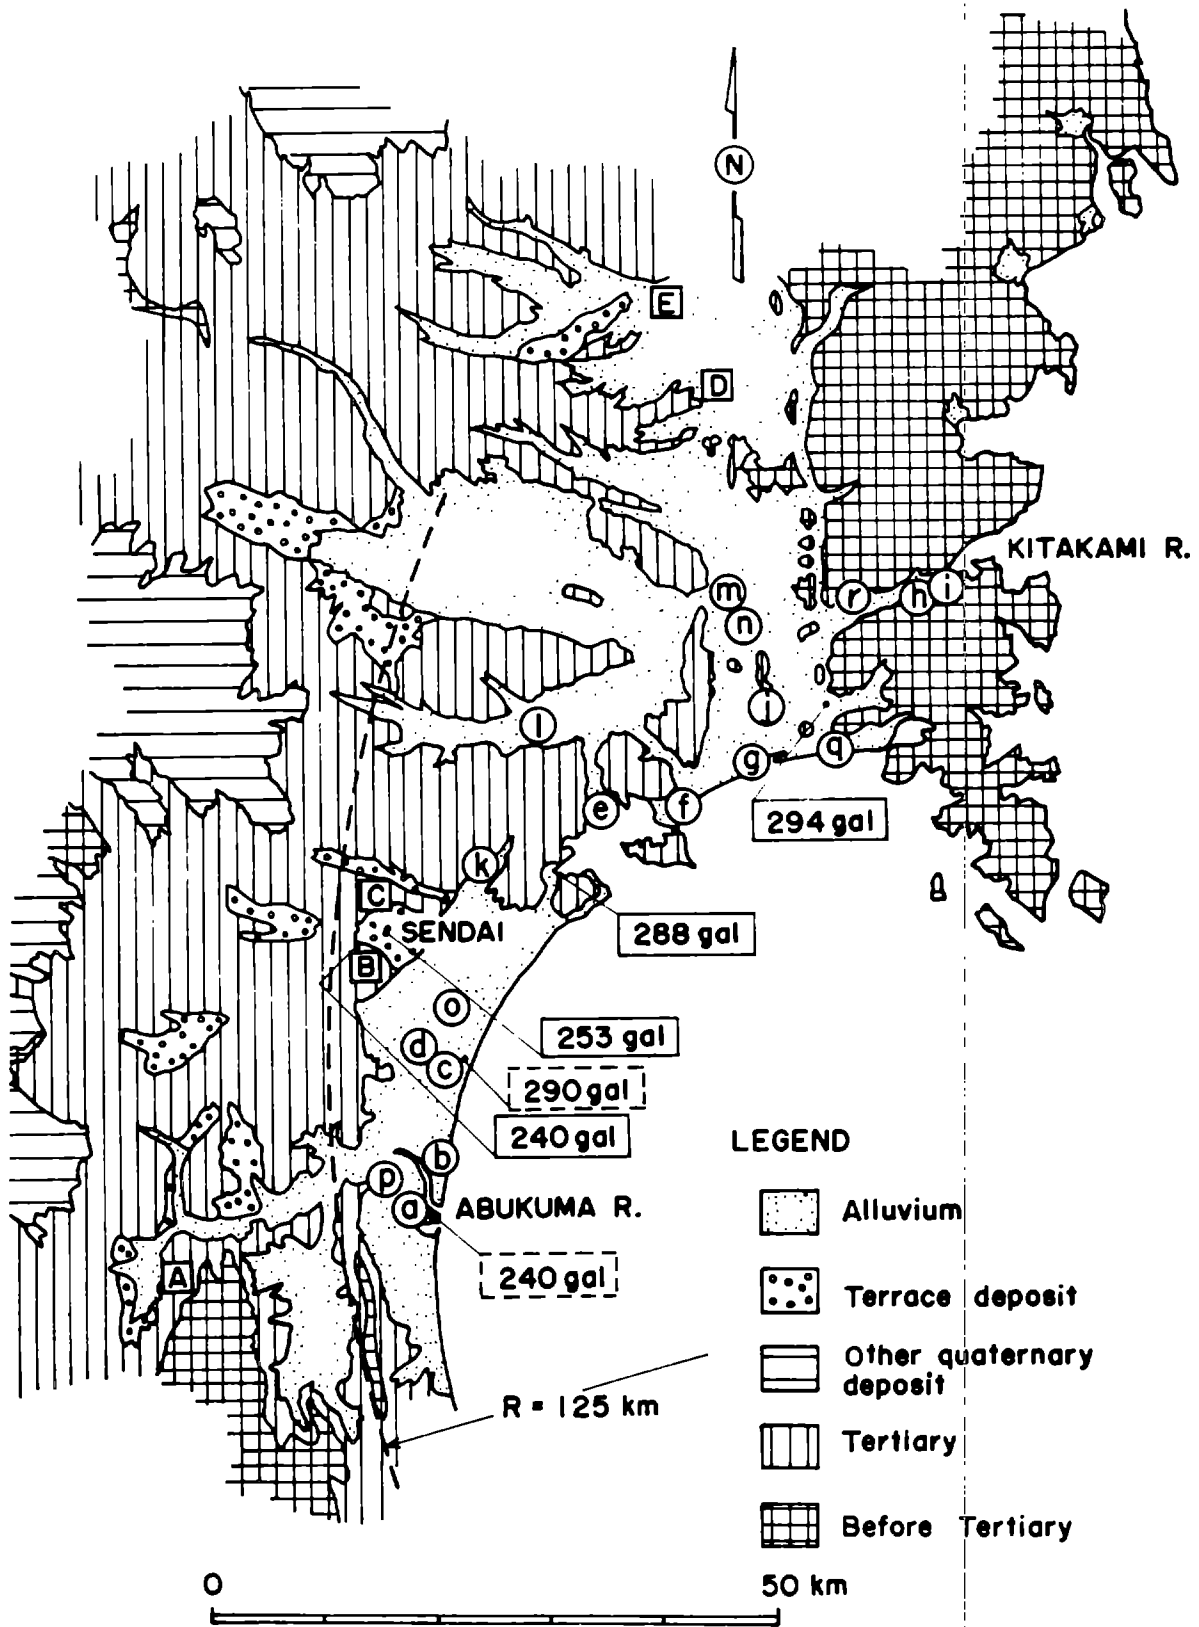 N
E
D
KITAKAMI R.
m
r
h
i
n
j
l
g
q
e
f
294 gal
k
C
SENDAI
288 gal
B
o
253 gal
d
c
290 gal
240 gal
b
LEGEND
p
a
ABUKUMA R.
Alluvium
240 gal
A
Terrace deposit
Other quaternary
deposit
R = 125 km
Tertiary
Before Tertiary
0
50 km